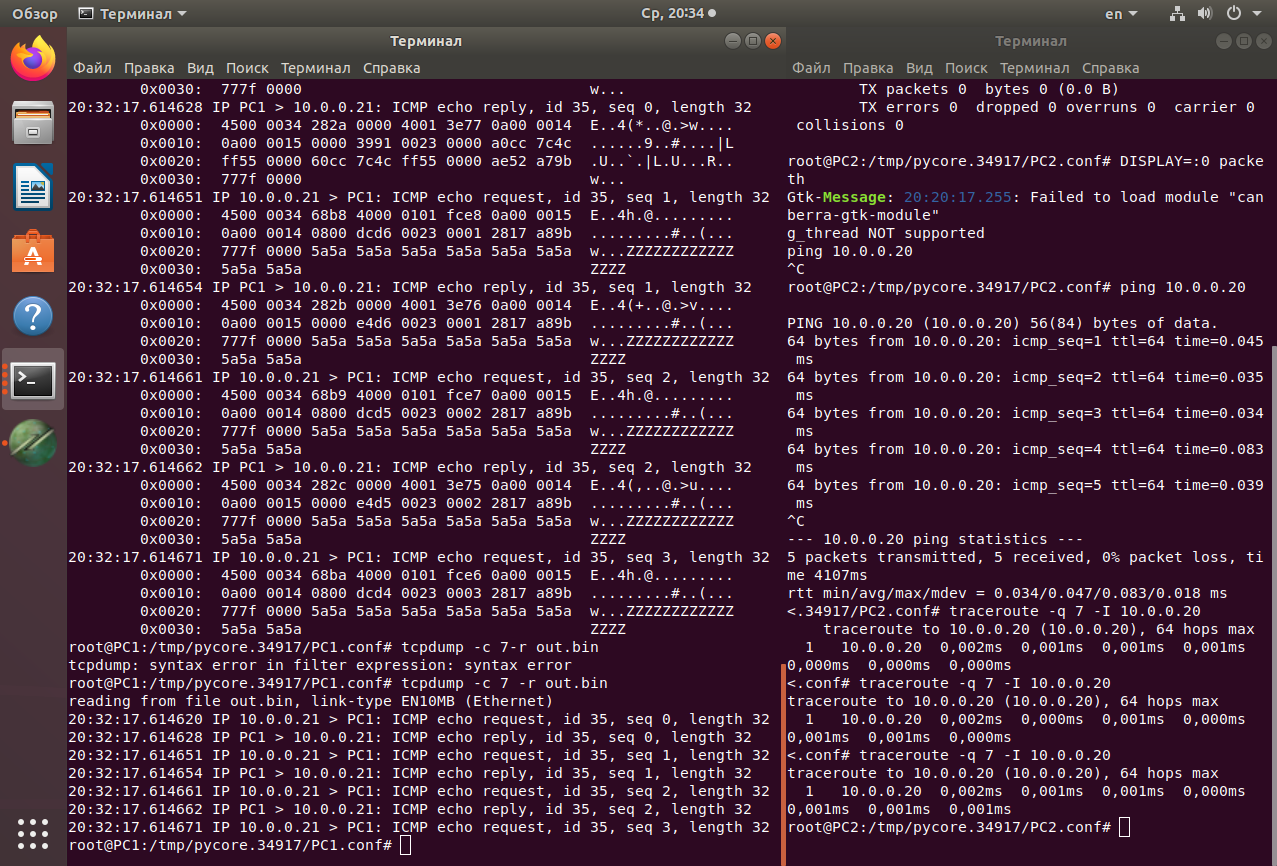 Обзор Терминал Ср, 20:34 en
Терминал
Файл Правка Вид Поиск Терминал Справка
0x0030:  777f 0000                                w...
20:32:17.614628 IP PC1 > 10.0.0.21: ICMP echo reply, id 35, seq 0, length 32
0x0000:  4500 0034 282a 0000 4001 3e77 0a00 0014  E..4(*..@.>w....
0x0010:  0a00 0015 0000 3991 0023 0000 a0cc 7c4c  ......9..#....|L
0x0020:  ff55 0000 60cc 7c4c ff55 0000 ae52 a79b  .U..`.|L.U...R..
0x0030:  777f 0000                                w...
20:32:17.614651 IP 10.0.0.21 > PC1: ICMP echo request, id 35, seq 1, length 32
0x0000:  4500 0034 68b8 4000 0101 fce8 0a00 0015  E..4h.@.........
0x0010:  0a00 0014 0800 dcd6 0023 0001 2817 a89b  .........#..(...
0x0020:  777f 0000 5a5a 5a5a 5a5a 5a5a 5a5a 5a5a  w...ZZZZZZZZZZZZ
0x0030:  5a5a 5a5a                                ZZZZ
20:32:17.614654 IP PC1 > 10.0.0.21: ICMP echo reply, id 35, seq 1, length 32
0x0000:  4500 0034 282b 0000 4001 3e76 0a00 0014  E..4(+..@.>v....
0x0010:  0a00 0015 0000 e4d6 0023 0001 2817 a89b  .........#..(...
0x0020:  777f 0000 5a5a 5a5a 5a5a 5a5a 5a5a 5a5a  w...ZZZZZZZZZZZZ
0x0030:  5a5a 5a5a                                ZZZZ
20:32:17.614661 IP 10.0.0.21 > PC1: ICMP echo request, id 35, seq 2, length 32
0x0000:  4500 0034 68b9 4000 0101 fce7 0a00 0015  E..4h.@.........
0x0010:  0a00 0014 0800 dcd5 0023 0002 2817 a89b  .........#..(...
0x0020:  777f 0000 5a5a 5a5a 5a5a 5a5a 5a5a 5a5a  w...ZZZZZZZZZZZZ
0x0030:  5a5a 5a5a                                ZZZZ
20:32:17.614662 IP PC1 > 10.0.0.21: ICMP echo reply, id 35, seq 2, length 32
0x0000:  4500 0034 282c 0000 4001 3e75 0a00 0014  E..4(,..@.>u....
0x0010:  0a00 0015 0000 e4d5 0023 0002 2817 a89b  .........#..(...
0x0020:  777f 0000 5a5a 5a5a 5a5a 5a5a 5a5a 5a5a  w...ZZZZZZZZZZZZ
0x0030:  5a5a 5a5a                                ZZZZ
20:32:17.614671 IP 10.0.0.21 > PC1: ICMP echo request, id 35, seq 3, length 32
0x0000:  4500 0034 68ba 4000 0101 fce6 0a00 0015  E..4h.@.........
0x0010:  0a00 0014 0800 dcd4 0023 0003 2817 a89b  .........#..(...
0x0020:  777f 0000 5a5a 5a5a 5a5a 5a5a 5a5a 5a5a  w...ZZZZZZZZZZZZ
0x0030:  5a5a 5a5a                                ZZZZ
root@PC1:/tmp/pycore.34917/PC1.conf# tcpdump -c 7-r out.bin
tcpdump: syntax error in filter expression: syntax error
root@PC1:/tmp/pycore.34917/PC1.conf# tcpdump -c 7 -r out.bin
reading from file out.bin, link-type EN10MB (Ethernet)
20:32:17.614620 IP 10.0.0.21 > PC1: ICMP echo request, id 35, seq 0, length 32
20:32:17.614628 IP PC1 > 10.0.0.21: ICMP echo reply, id 35, seq 0, length 32
20:32:17.614651 IP 10.0.0.21 > PC1: ICMP echo request, id 35, seq 1, length 32
20:32:17.614654 IP PC1 > 10.0.0.21: ICMP echo reply, id 35, seq 1, length 32
20:32:17.614661 IP 10.0.0.21 > PC1: ICMP echo request, id 35, seq 2, length 32
20:32:17.614662 IP PC1 > 10.0.0.21: ICMP echo reply, id 35, seq 2, length 32
20:32:17.614671 IP 10.0.0.21 > PC1: ICMP echo request, id 35, seq 3, length 32
root@PC1:/tmp/pycore.34917/PC1.conf#
Терминал
Файл Правка Вид Поиск Терминал Справка
TX packets 0  bytes 0 (0.0 B)
TX errors 0  dropped 0 overruns 0  carrier 0
collisions 0
root@PC2:/tmp/pycore.34917/PC2.conf# DISPLAY=:0 packe
th
Gtk-Message: 20:20:17.255: Failed to load module "can
berra-gtk-module"
g_thread NOT supported
ping 10.0.0.20
^C
root@PC2:/tmp/pycore.34917/PC2.conf# ping 10.0.0.20
PING 10.0.0.20 (10.0.0.20) 56(84) bytes of data.
64 bytes from 10.0.0.20: icmp_seq=1 ttl=64 time=0.045
ms
64 bytes from 10.0.0.20: icmp_seq=2 ttl=64 time=0.035
ms
64 bytes from 10.0.0.20: icmp_seq=3 ttl=64 time=0.034
ms
64 bytes from 10.0.0.20: icmp_seq=4 ttl=64 time=0.083
ms
64 bytes from 10.0.0.20: icmp_seq=5 ttl=64 time=0.039
ms
^C
--- 10.0.0.20 ping statistics ---
5 packets transmitted, 5 received, 0% packet loss, ti
me 4107ms
rtt min/avg/max/mdev = 0.034/0.047/0.083/0.018 ms
<.34917/PC2.conf# traceroute -q 7 -I 10.0.0.20
traceroute to 10.0.0.20 (10.0.0.20), 64 hops max
1   10.0.0.20  0,002ms  0,001ms  0,001ms  0,001ms
0,000ms  0,000ms  0,000ms
<.conf# traceroute -q 7 -I 10.0.0.20
traceroute to 10.0.0.20 (10.0.0.20), 64 hops max
1   10.0.0.20  0,002ms  0,000ms  0,001ms  0,000ms
0,001ms  0,001ms  0,000ms
<.conf# traceroute -q 7 -I 10.0.0.20
traceroute to 10.0.0.20 (10.0.0.20), 64 hops max
1   10.0.0.20  0,002ms  0,001ms  0,001ms  0,000ms
0,001ms  0,001ms  0,001ms
root@PC2:/tmp/pycore.34917/PC2.conf#